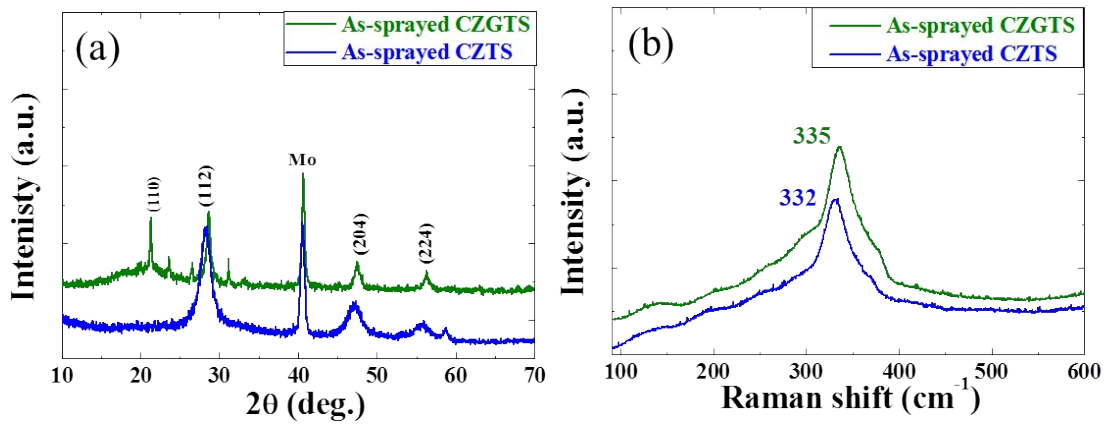 (a)
As-sprayed CZGTS
As-sprayed CZTS
Intenisty (a.u.)
(110)
(112)
Mo
(204)
(224)
10 20 30 40 50 60 70
2θ (deg.)
(b)
As-sprayed CZGTS
As-sprayed CZTS
Intensity (a.u.)
335
332
100 200 300 400 500 600
Raman shift (cm⁻¹)